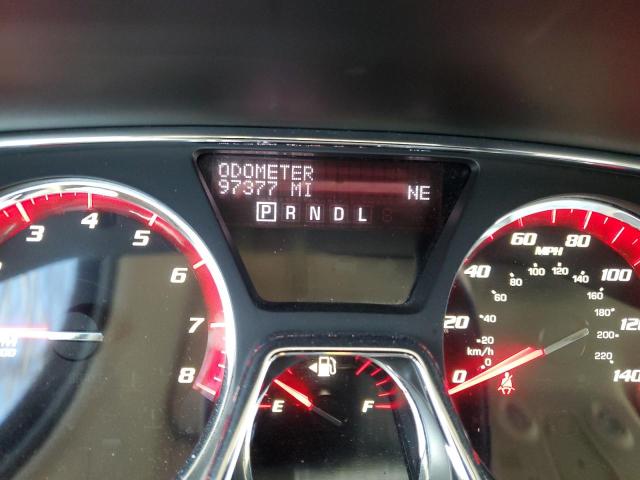 ODOMETER
97377 MI NE
P R N D L
3 4 5 6 7 8
E F
0 20 40 60 80 100 120 140
MPH
km/h
0 20 40 60 80 100 120 140 160 180 200 220